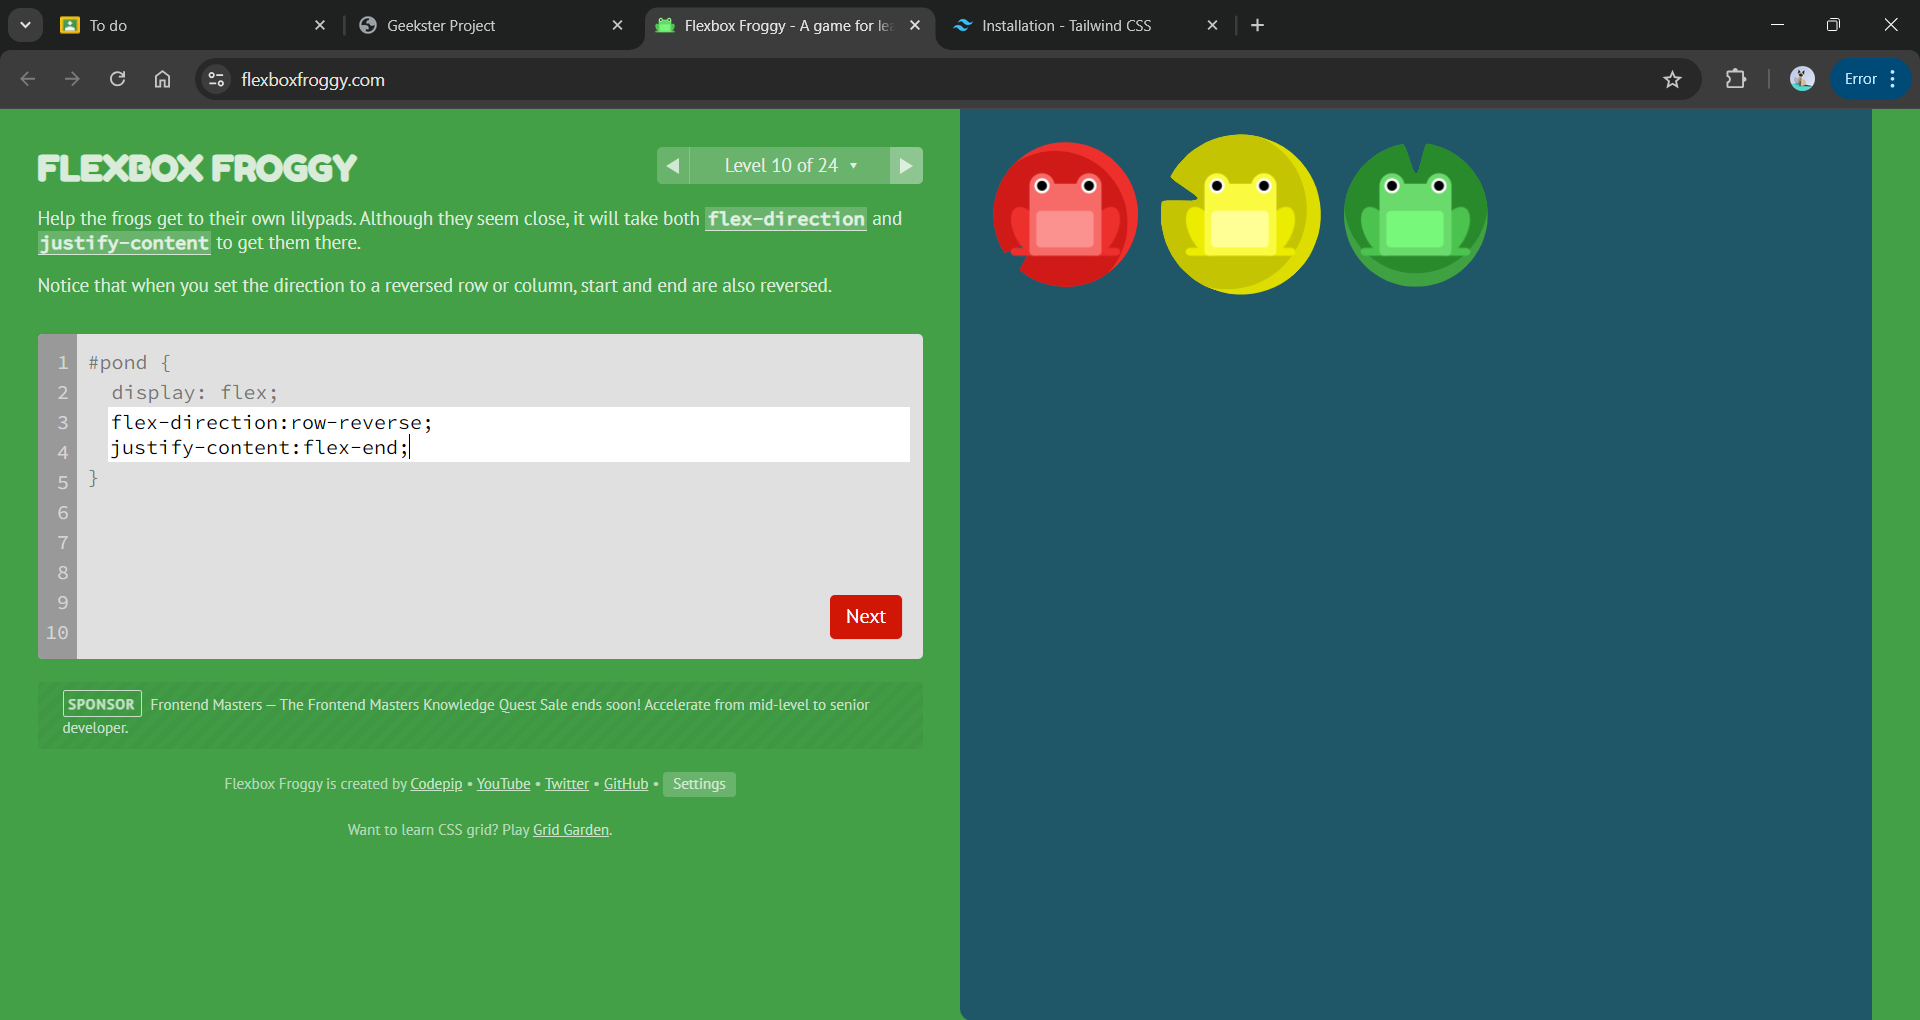 To do
Geekster Project
Flexbox Froggy - A game for le
Installation - Tailwind CSS
flexboxfroggy.com
Error
FLEXBOX FROGGY
Level 10 of 24
Help the frogs get to their own lilypads. Although they seem close, it will take both flex-direction and
justify-content to get them there.
Notice that when you set the direction to a reversed row or column, start and end are also reversed.
1 #pond {
2 display: flex;
3 flex-direction:row-reverse;
4 justify-content:flex-end;
5 }
6
7
8
9
10
Next
SPONSOR Frontend Masters — The Frontend Masters Knowledge Quest Sale ends soon! Accelerate from mid-level to senior
developer.
Flexbox Froggy is created by Codepip • YouTube • Twitter • GitHub • Settings
Want to learn CSS grid? Play Grid Garden.